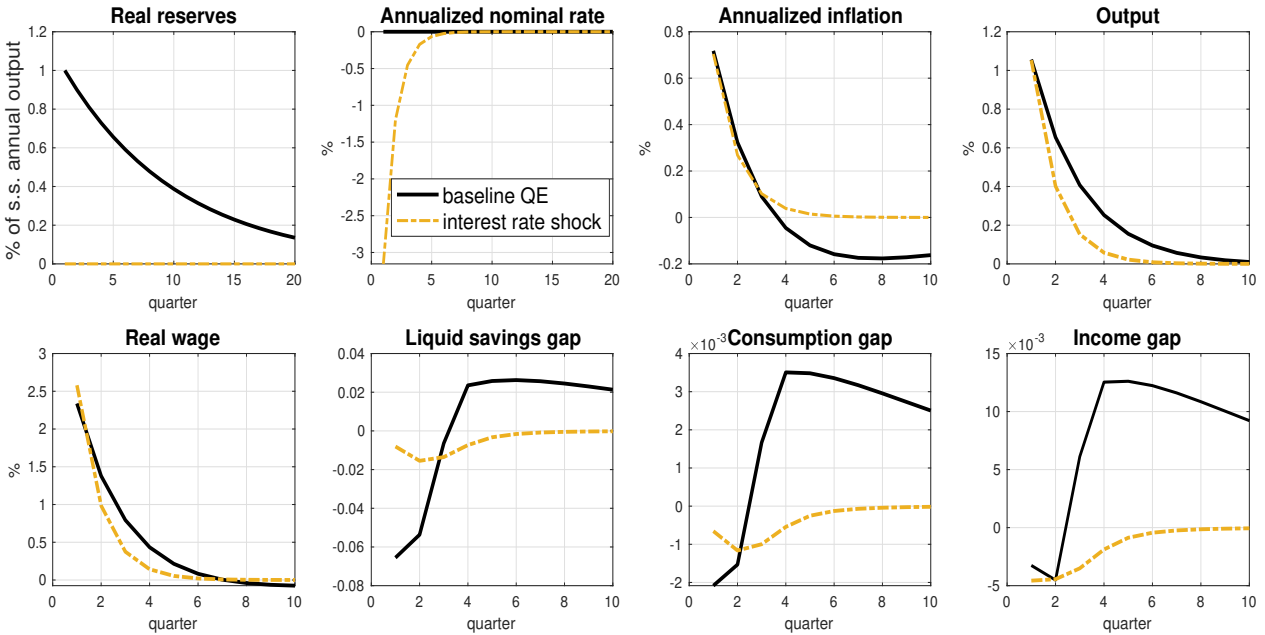 Real reserves
% of s.s. annual output
1.2
1
0.8
0.6
0.4
0.2
0
0 5 10 15 20
quarter
Annualized nominal rate
%
0
-0.5
-1
-1.5
-2
-2.5
-3
baseline QE
interest rate shock
0 5 10 15 20
quarter
Annualized inflation
%
0.8
0.6
0.4
0.2
0
-0.2
0 2 4 6 8 10
quarter
Output
%
1.2
1
0.8
0.6
0.4
0.2
0
0 2 4 6 8 10
quarter
Real wage
%
3
2.5
2
1.5
1
0.5
0
0 2 4 6 8 10
quarter
Liquid savings gap
0.04
0.02
0
-0.02
-0.04
-0.06
-0.08
0 2 4 6 8 10
quarter
×10⁻³ Consumption gap
4
3
2
1
0
-1
-2
0 2 4 6 8 10
quarter
×10⁻³ Income gap
15
10
5
0
-5
0 2 4 6 8 10
quarter